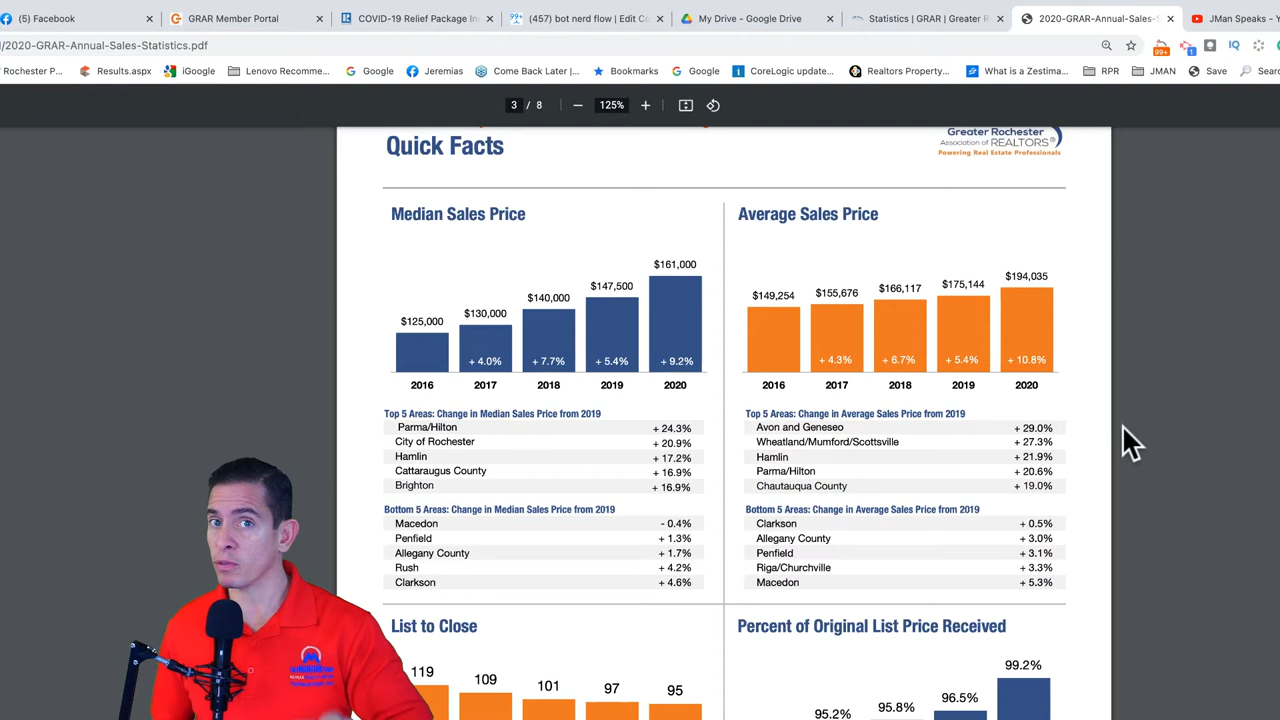 (5) Facebook
GRAR Member Portal
COVID-19 Relief Package In
(457) bot nerd flow | Edit Co
My Drive - Google Drive
Statistics | GRAR | Greater R
2020-GRAR-Annual-Sales-S
JMan Speaks - Y
/2020-GRAR-Annual-Sales-Statistics.pdf
99+
1
Rochester P...
Results.aspx
iGoogle
Lenovo Recomme...
Google
Jeremias
Come Back Later |...
Bookmarks
Google
CoreLogic update...
Realtors Property...
What is a Zestima...
RPR
JMAN
Save
Searc
3 / 8
125%
Quick Facts
Greater Rochester
Association of REALTORS®
Powering Real Estate Professionals
Median Sales Price
$125,000
$130,000
$140,000
$147,500
$161,000
+ 4.0%
+ 7.7%
+ 5.4%
+ 9.2%
2016
2017
2018
2019
2020
Top 5 Areas: Change in Median Sales Price from 2019
Parma/Hilton + 24.3%
City of Rochester + 20.9%
Hamlin + 17.2%
Cattaraugus County + 16.9%
Brighton + 16.9%
Bottom 5 Areas: Change in Median Sales Price from 2019
Macedon - 0.4%
Penfield + 1.3%
Allegany County + 1.7%
Rush + 4.2%
Clarkson + 4.6%
Average Sales Price
$149,254
$155,676
$166,117
$175,144
$194,035
+ 4.3%
+ 6.7%
+ 5.4%
+ 10.8%
2016
2017
2018
2019
2020
Top 5 Areas: Change in Average Sales Price from 2019
Avon and Geneseo + 29.0%
Wheatland/Mumford/Scottsville + 27.3%
Hamlin + 21.9%
Parma/Hilton + 20.6%
Chautauqua County + 19.0%
Bottom 5 Areas: Change in Average Sales Price from 2019
Clarkson + 0.5%
Allegany County + 3.0%
Penfield + 3.1%
Riga/Churchville + 3.3%
Macedon + 5.3%
List to Close
119
109
101
97
95
Percent of Original List Price Received
95.2%
95.8%
96.5%
99.2%